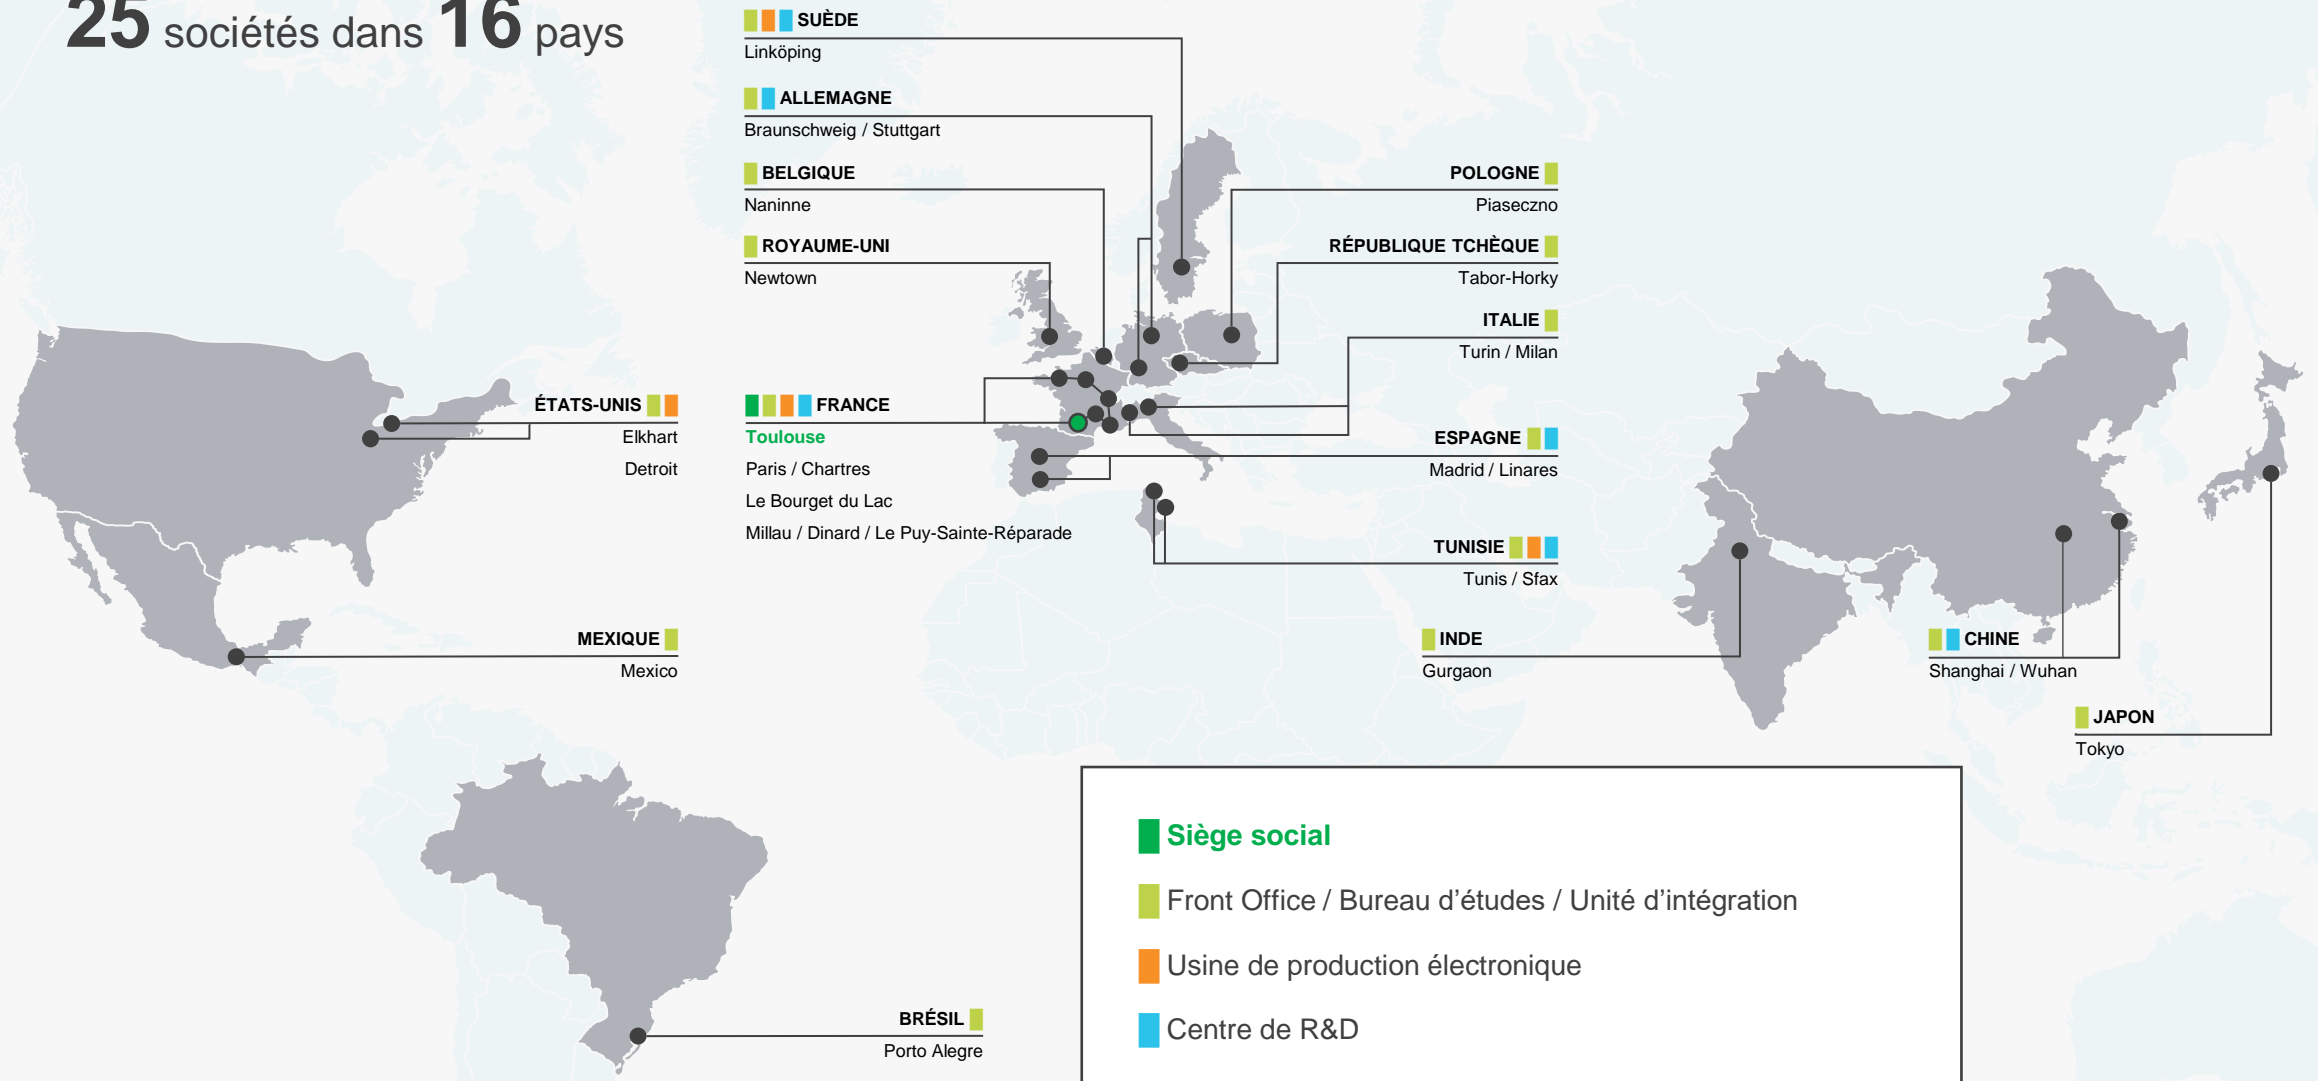 25 sociétés dans 16 pays
SUÈDE
Linköping
ALLEMAGNE
Braunschweig / Stuttgart
BELGIQUE
Naninne
ROYAUME-UNI
Newtown
POLOGNE
Piaseczno
RÉPUBLIQUE TCHÈQUE
Tabor-Horky
ITALIE
Turin / Milan
ÉTATS-UNIS
Elkhart
Detroit
FRANCE
Toulouse
Paris / Chartres
Le Bourget du Lac
Millau / Dinard / Le Puy-Sainte-Réparade
ESPAGNE
Madrid / Linares
TUNISIE
Tunis / Sfax
MEXIQUE
Mexico
INDE
Gurgaon
CHINE
Shanghai / Wuhan
JAPON
Tokyo
BRÉSIL
Porto Alegre
Siège social
Front Office / Bureau d’études / Unité d’intégration
Usine de production électronique
Centre de R&D